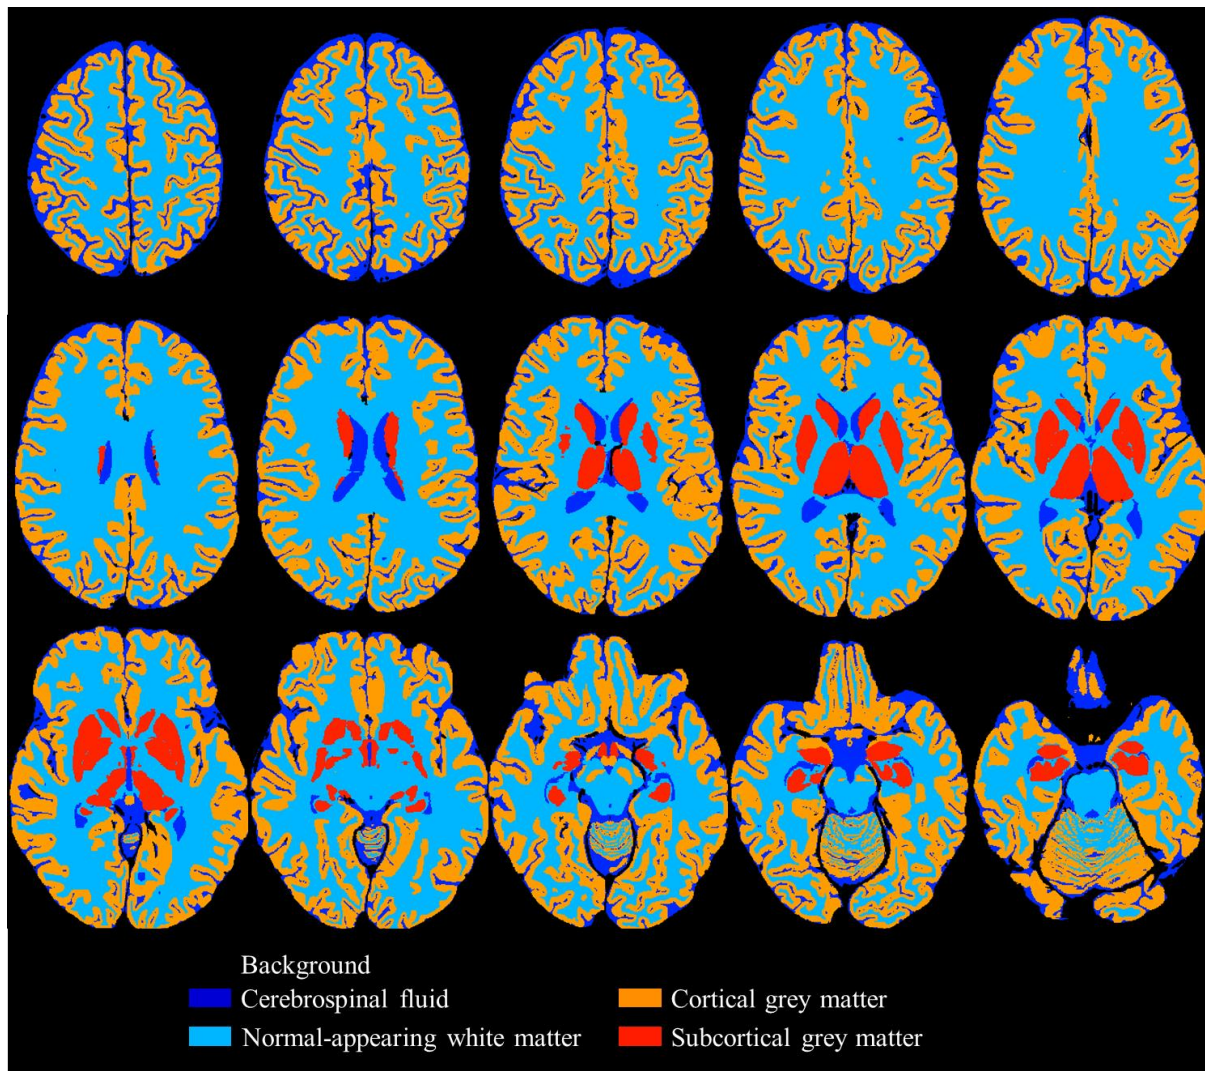 Background
Cerebrospinal fluid
Cortical grey matter
Normal-appearing white matter
Subcortical grey matter